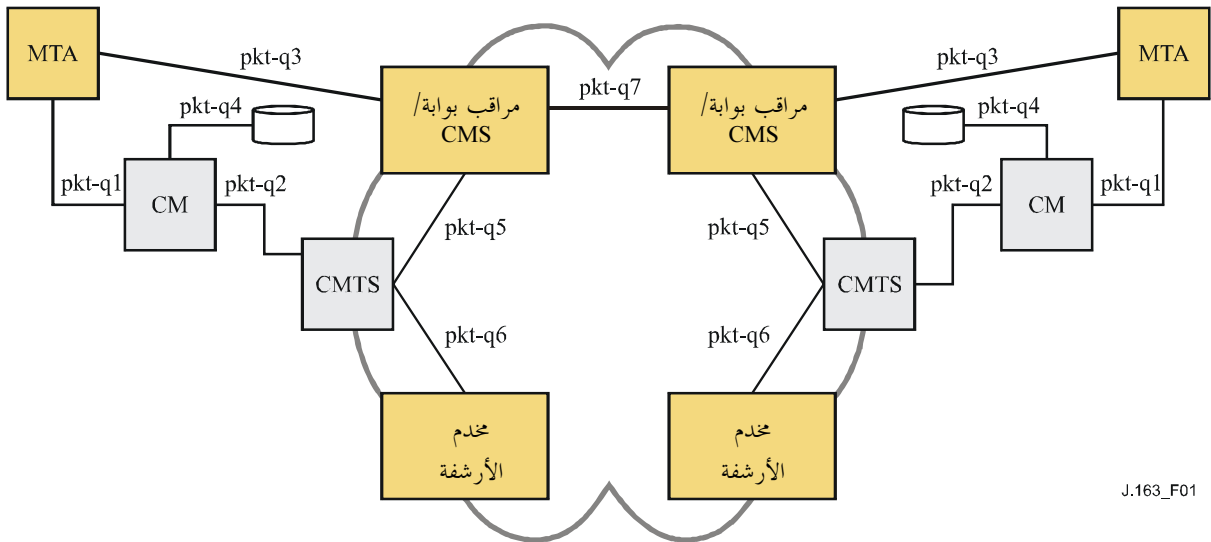 MTA
MTA
pkt-q3
pkt-q3
مراقب بوابة/
CMS
pkt-q7
مراقب بوابة/
CMS
pkt-q4
pkt-q4
pkt-q1
CM
pkt-q2
pkt-q2
CM
pkt-q1
pkt-q5
pkt-q5
CMTS
CMTS
pkt-q6
pkt-q6
مخدم
الأرشفة
مخدم
الأرشفة
J.163_F01